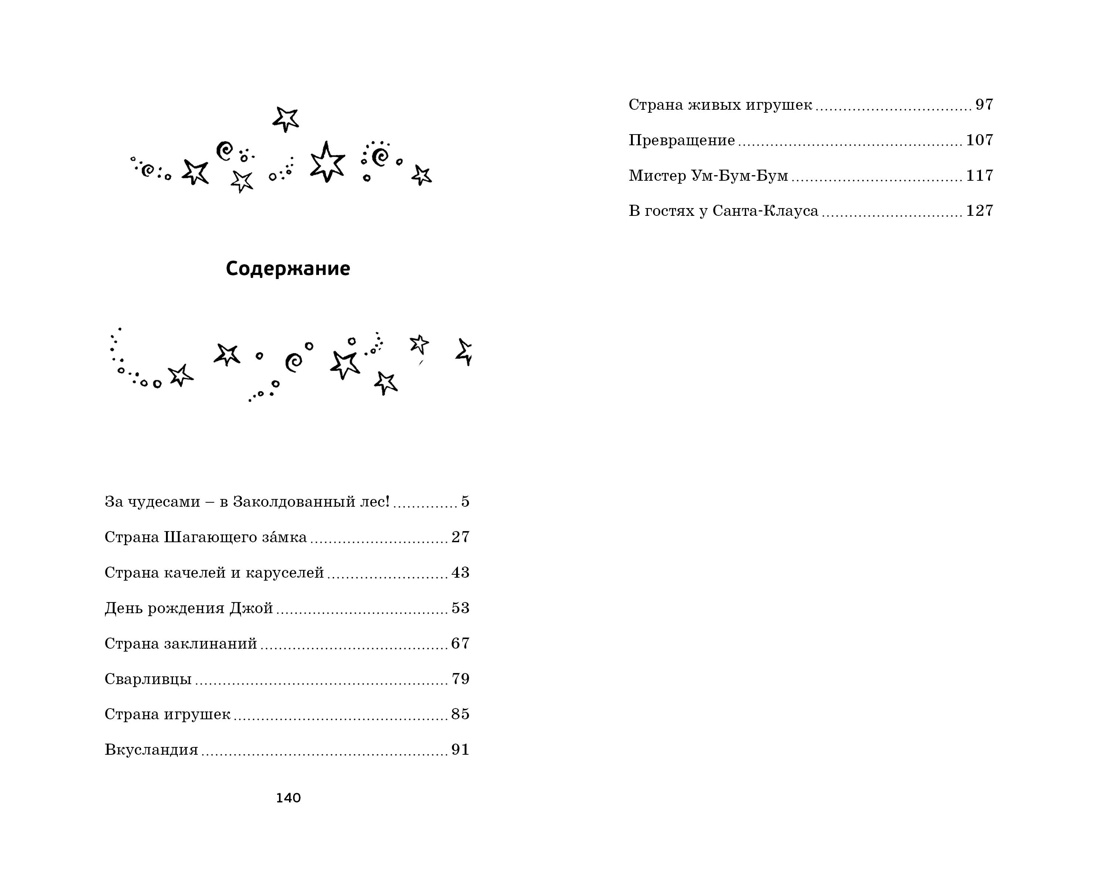 Содержание
За чудесами – в Заколдованный лес! .............. 5
Страна Шагающего за́мка .............................. 27
Страна качелей и каруселей .......................... 43
День рождения Джой ..................................... 53
Страна заклинаний ......................................... 67
Сварливцы ....................................................... 79
Страна игрушек ............................................... 85
Вкусландия ...................................................... 91
140
Страна живых игрушек .................................. 97
Превращение ................................................. 107
Мистер Ум-Бум-Бум ..................................... 117
В гостях у Санта-Клауса ............................... 127